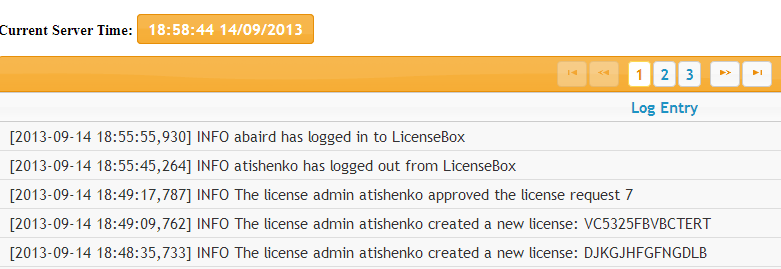 Current Server Time: 18:58:44 14/09/2013
1 2 3
Log Entry
[2013-09-14 18:55:55,930] INFO abaird has logged in to LicenseBox
[2013-09-14 18:55:45,264] INFO atishenko has logged out from LicenseBox
[2013-09-14 18:49:17,787] INFO The license admin atishenko approved the license request 7
[2013-09-14 18:49:09,762] INFO The license admin atishenko created a new license: VC5325FBVBCTERT
[2013-09-14 18:48:35,733] INFO The license admin atishenko created a new license: DJKGJHFGFNGDLB